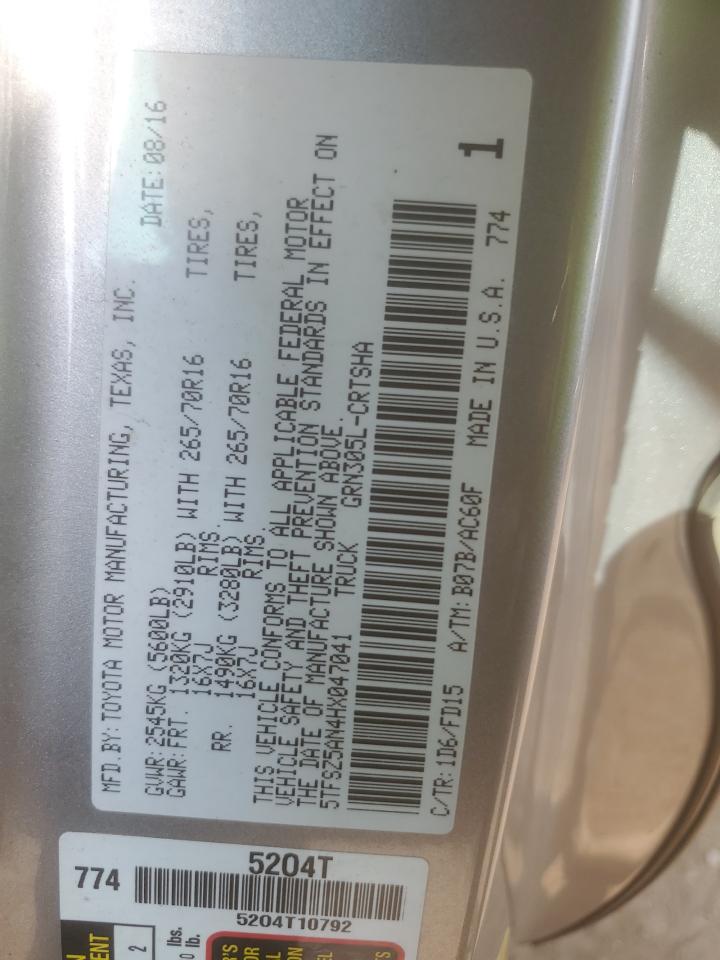 MFD.BY: TOYOTA MOTOR MANUFACTURING, TEXAS, INC.
DATE: 08/16
GVWR: 2545KG (5600LB)
GAWR: FRT. 1320KG (2910LB) WITH 265/70R16 TIRES,
16X7J RIMS
RR. 1490KG (3280LB) WITH 265/70R16 TIRES,
16X7J RIMS
THIS VEHICLE CONFORMS TO ALL APPLICABLE FEDERAL MOTOR
VEHICLE SAFETY AND THEFT PREVENTION STANDARDS IN EFFECT ON
THE DATE OF MANUFACTURE SHOWN ABOVE.
5TFSZ5AN4HX047041 TRUCK GRN305L-CRTSHA
1
C/TR: 1D6/FD15 A/TM: B07B/AC60F MADE IN U.S.A. 774
774
5204T
5204T10792
2
lbs.
lb.